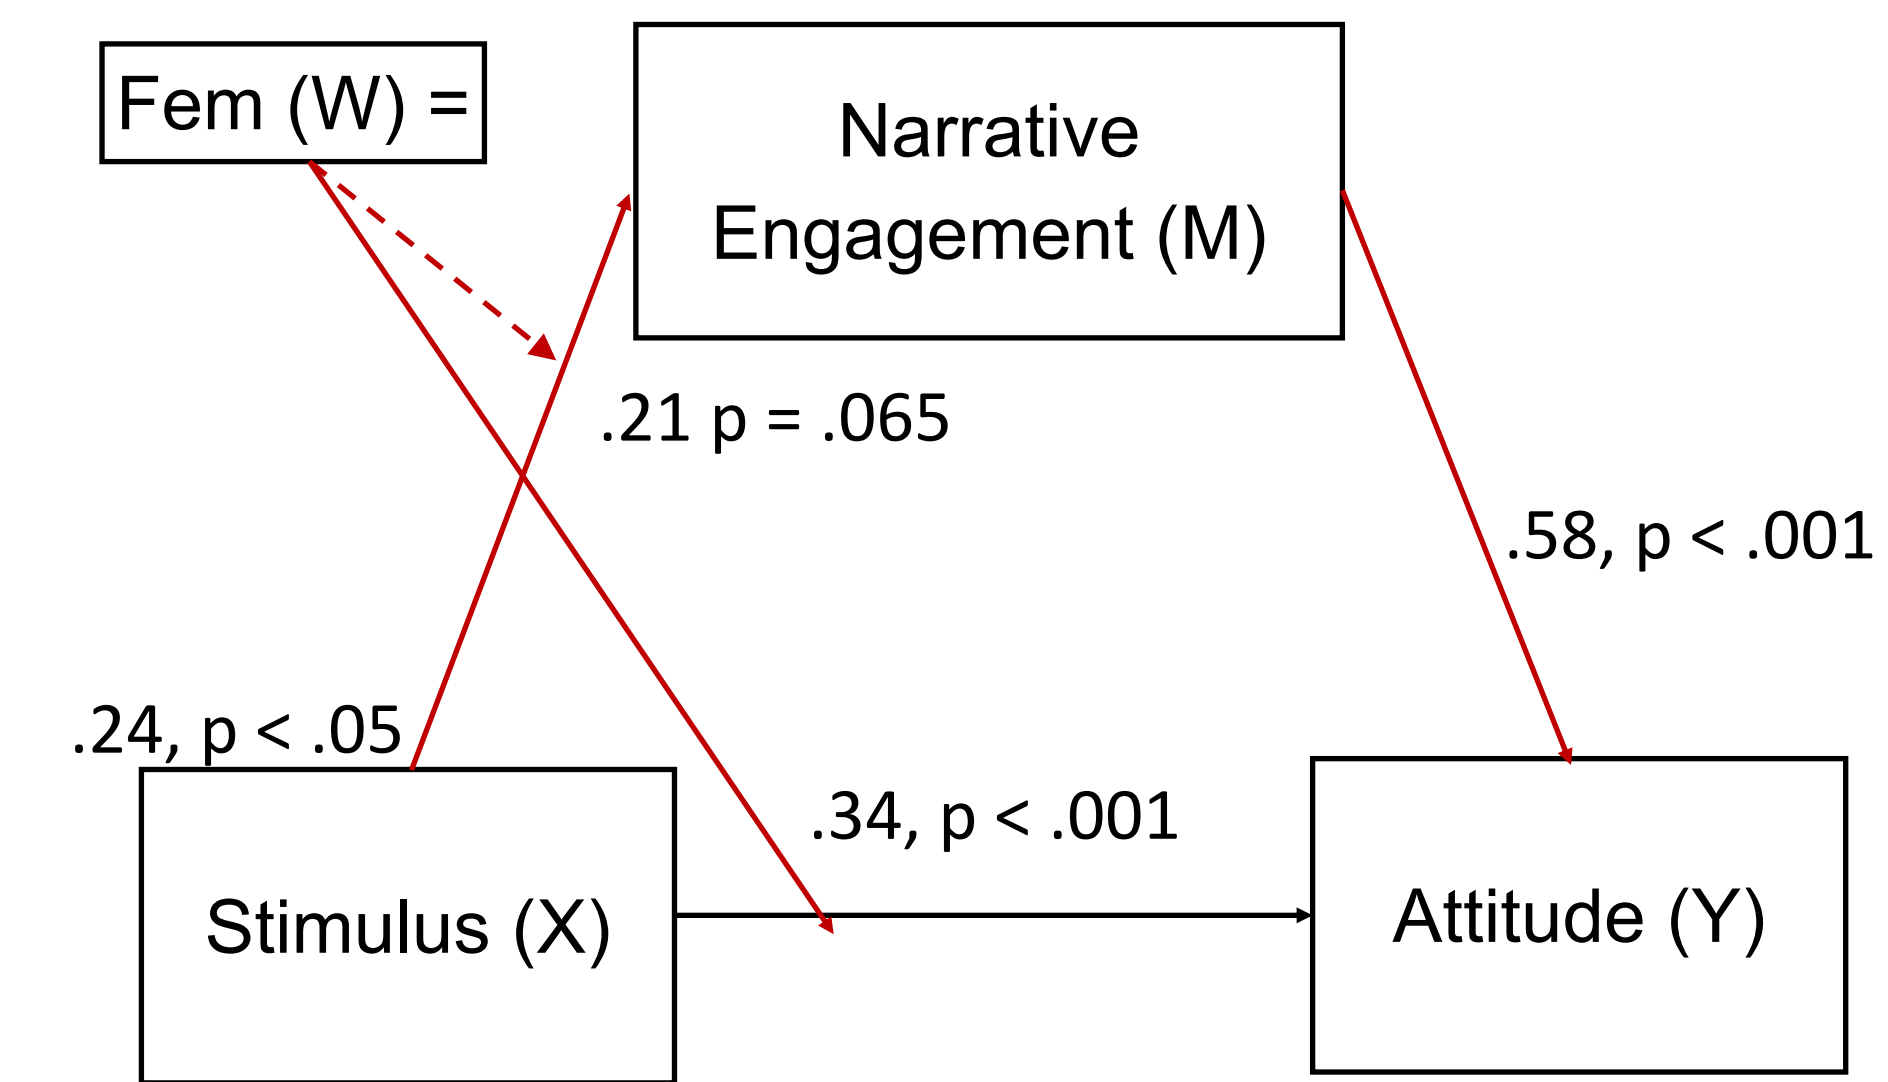 Fem (W) =
Narrative
Engagement (M)
.21 p = .065
.58, p < .001
.24, p < .05
.34, p < .001
Stimulus (X)
Attitude (Y)